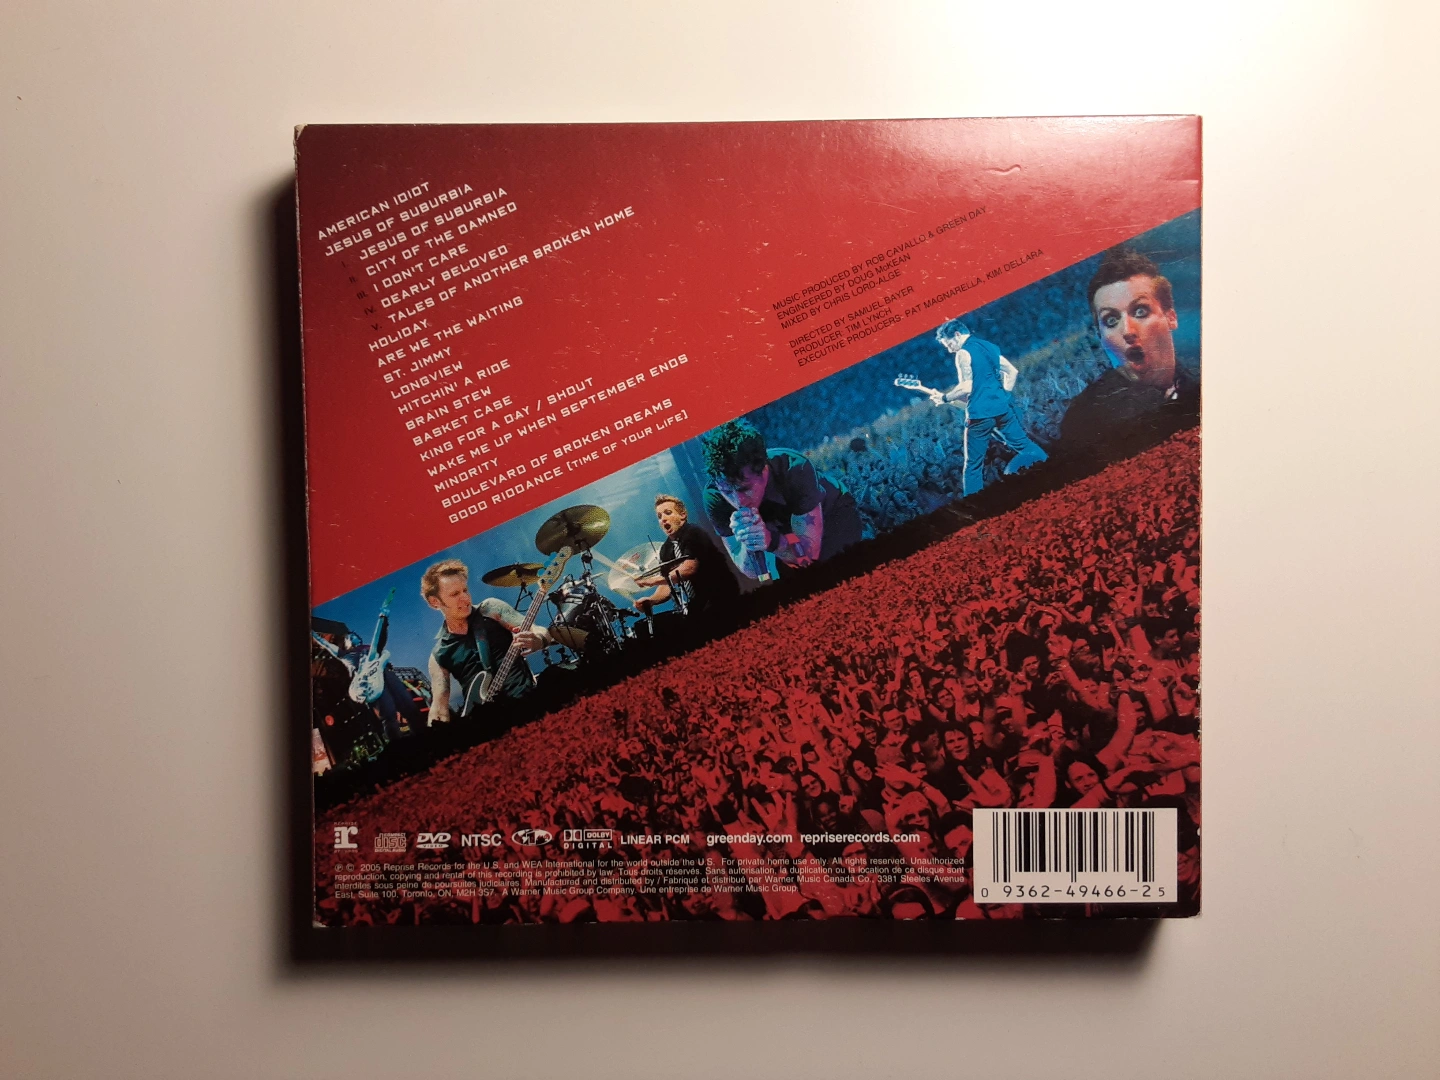 AMERICAN IDIOT
JESUS OF SUBURBIA
I. JESUS OF SUBURBIA
II. CITY OF THE DAMNED
III. I DON'T CARE
IV. DEARLY BELOVED
V. TALES OF ANOTHER BROKEN HOME
HOLIDAY
ARE WE THE WAITING
ST. JIMMY
LONGVIEW
HITCHIN' A RIDE
BRAIN STEW
BASKET CASE
KING FOR A DAY / SHOUT
WAKE ME UP WHEN SEPTEMBER ENDS
MINORITY
BOULEVARD OF BROKEN DREAMS
GOOD RIDDANCE [TIME OF YOUR LIFE]
MUSIC PRODUCED BY ROB CAVALLO & GREEN DAY
ENGINEERED BY DOUG McKEAN
MIXED BY CHRIS LORD-ALGE
DIRECTED BY SAMUEL BAYER
PRODUCER: TIM LYNCH
EXECUTIVE PRODUCERS: PAT MAGNARELLA, KIM DELLARA
r COMPACT disc DIGITAL AUDIO DVD VIDEO NTSC 1 DOLBY DIGITAL LINEAR PCM greenday.com repriserecords.com
℗ © 2005 Reprise Records for the U.S. and WEA International for the world outside the U.S. For private home use only. All rights reserved. Unauthorized
reproduction, copying and rental of this recording is prohibited by law. Tous droits réservés. Sans autorisation, la duplication ou la location de ce disque sont
interdites sous peine de poursuites judiciaires. Manufactured and distributed by / Fabriqué et distribué par Warner Music Canada Co., 3381 Steeles Avenue
East, Suite 100, Toronto, ON, M2H 3S7. A Warner Music Group Company. Une entreprise de Warner Music Group.
0 93624-9466-2 5